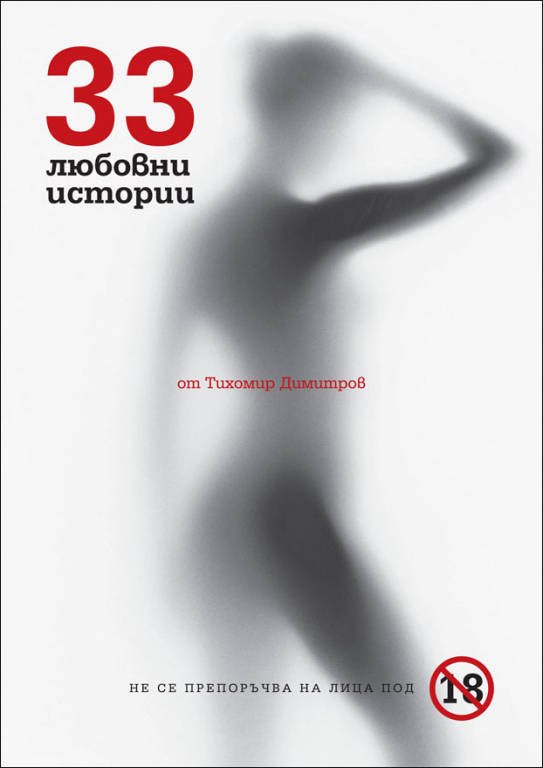 33
любовни
истории
от Тихомир Димитров
НЕ СЕ ПРЕПОРЪЧВА НА ЛИЦА ПОД 18